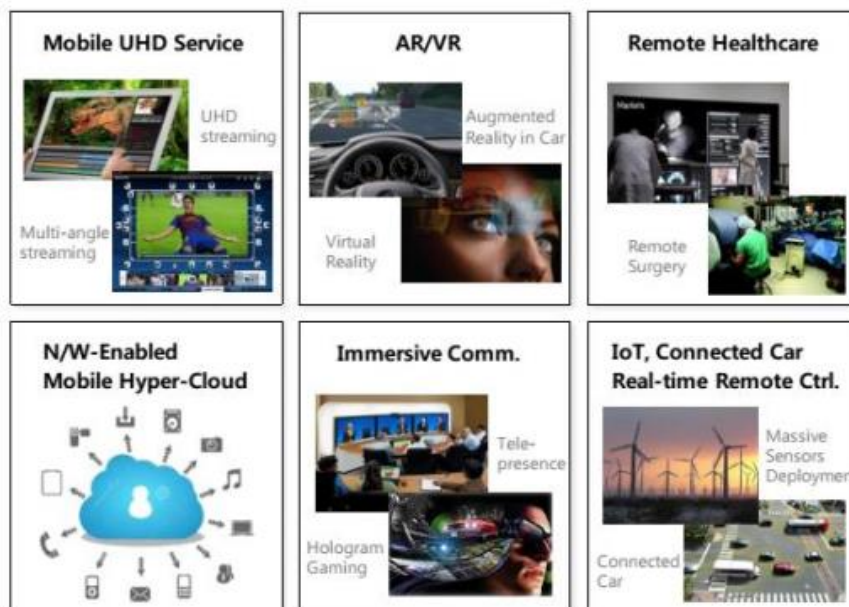 Mobile UHD Service
UHD
streaming
Multi-angle
streaming
AR/VR
Augmented
Reality in Car
Virtual
Reality
Remote Healthcare
Markets
Remote
Surgery
N/W-Enabled
Mobile Hyper-Cloud
Immersive Comm.
Tele-
presence
Hologram
Gaming
IoT, Connected Car
Real-time Remote Ctrl.
Massive
Sensors
Deploymen
Connected
Car